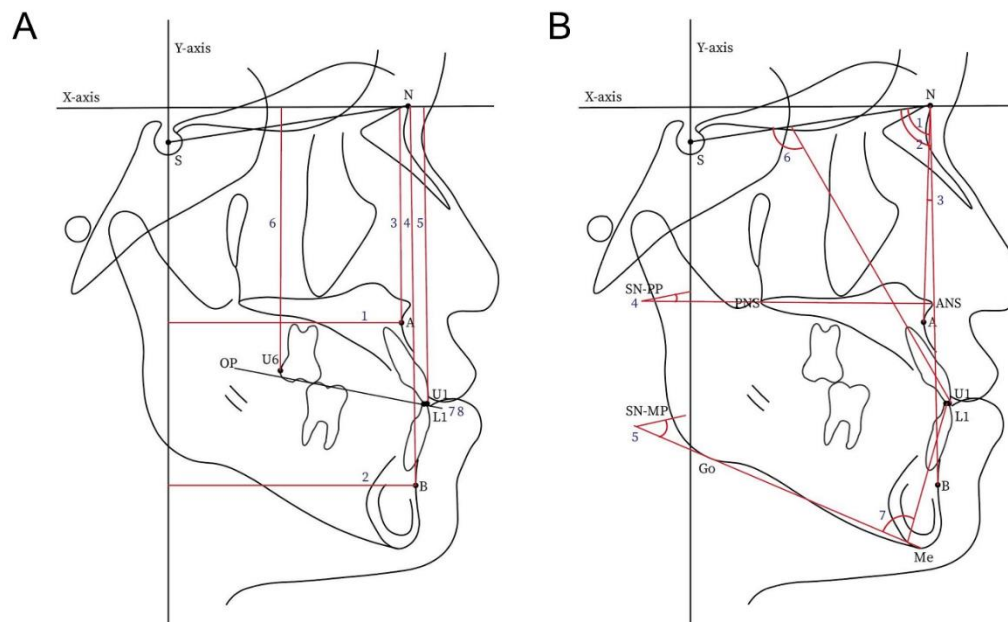 A
Y-axis
X-axis
N
S
6
3 4 5
1
A
OP
U6
U1
L1
7 8
2
B
B
Y-axis
X-axis
N
1
2
S
6
3
SN-PP
4
PNS
ANS
A
U1
L1
SN-MP
5
Go
B
7
Me